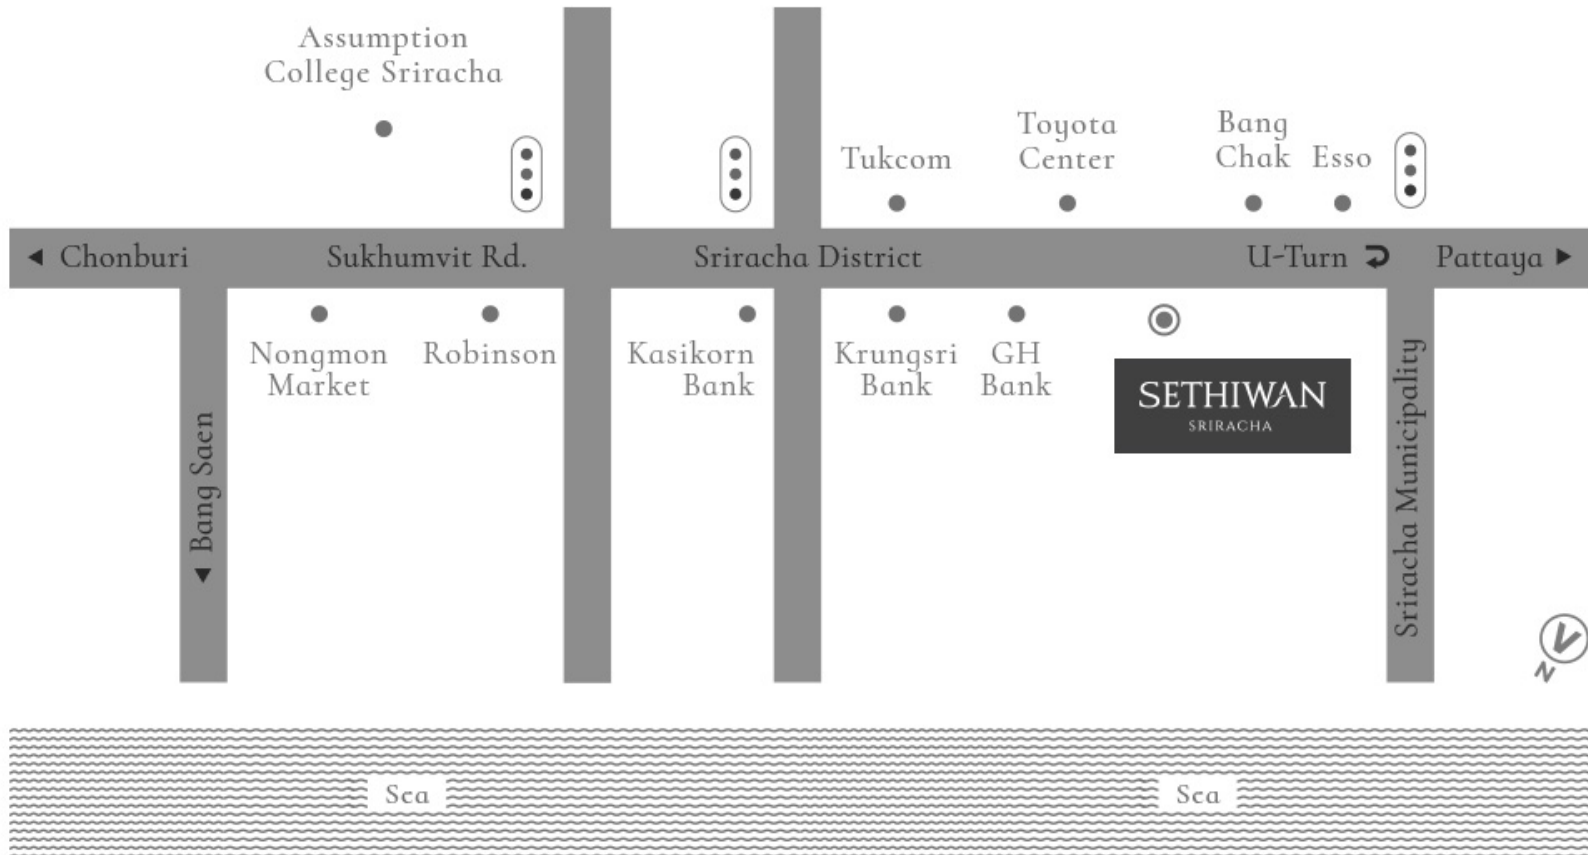 Assumption
College Sriracha
Tukcom
Toyota
Center
Bang
Chak
Esso
Chonburi
Sukhumvit Rd.
Sriracha District
U-Turn
Pattaya
Nongmon
Market
Robinson
Kasikorn
Bank
Krungsri
Bank
GH
Bank
SETHIWAN
SRIRACHA
Bang Saen
Sriracha Municipality
N
Sea
Sea